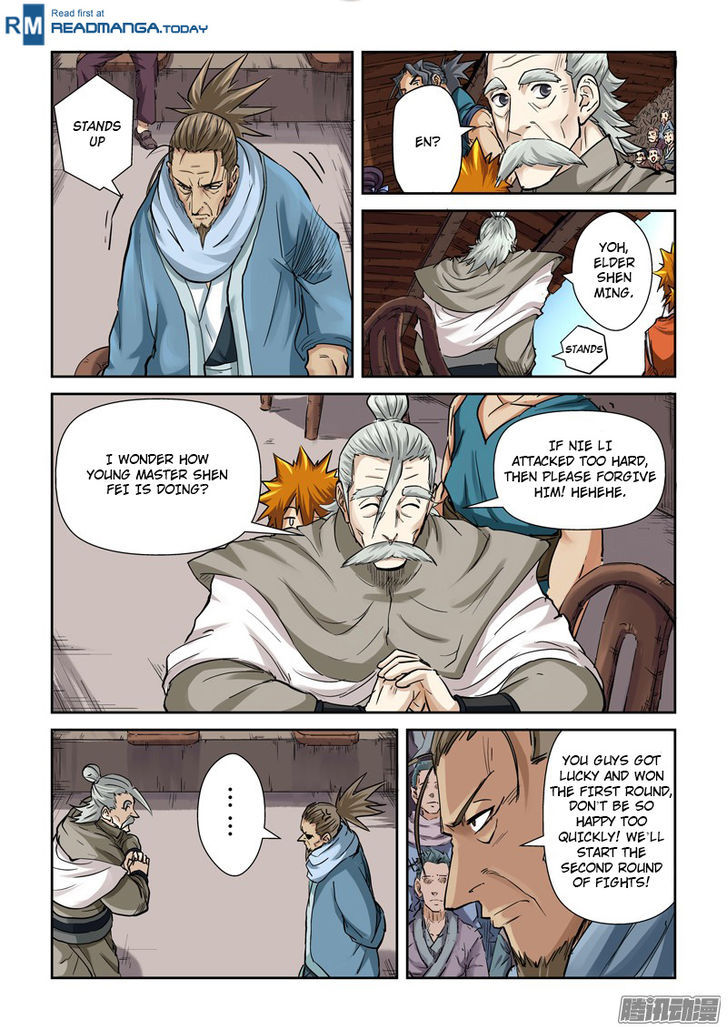 RM
Read first at
READMANGA.TODAY
STANDS
UP
EN?
YOH,
ELDER
SHEN
MING.
STANDS
I WONDER HOW
YOUNG MASTER SHEN
FEI IS DOING?
IF NIE LI
ATTACKED TOO HARD,
THEN PLEASE FORGIVE
HIM! HEHEHE.
.....
YOU GUYS GOT
LUCKY AND WON
THE FIRST ROUND,
DON'T BE SO
HAPPY TOO
QUICKLY! WE'LL
START THE
SECOND ROUND
OF FIGHTS!
腾讯动漫